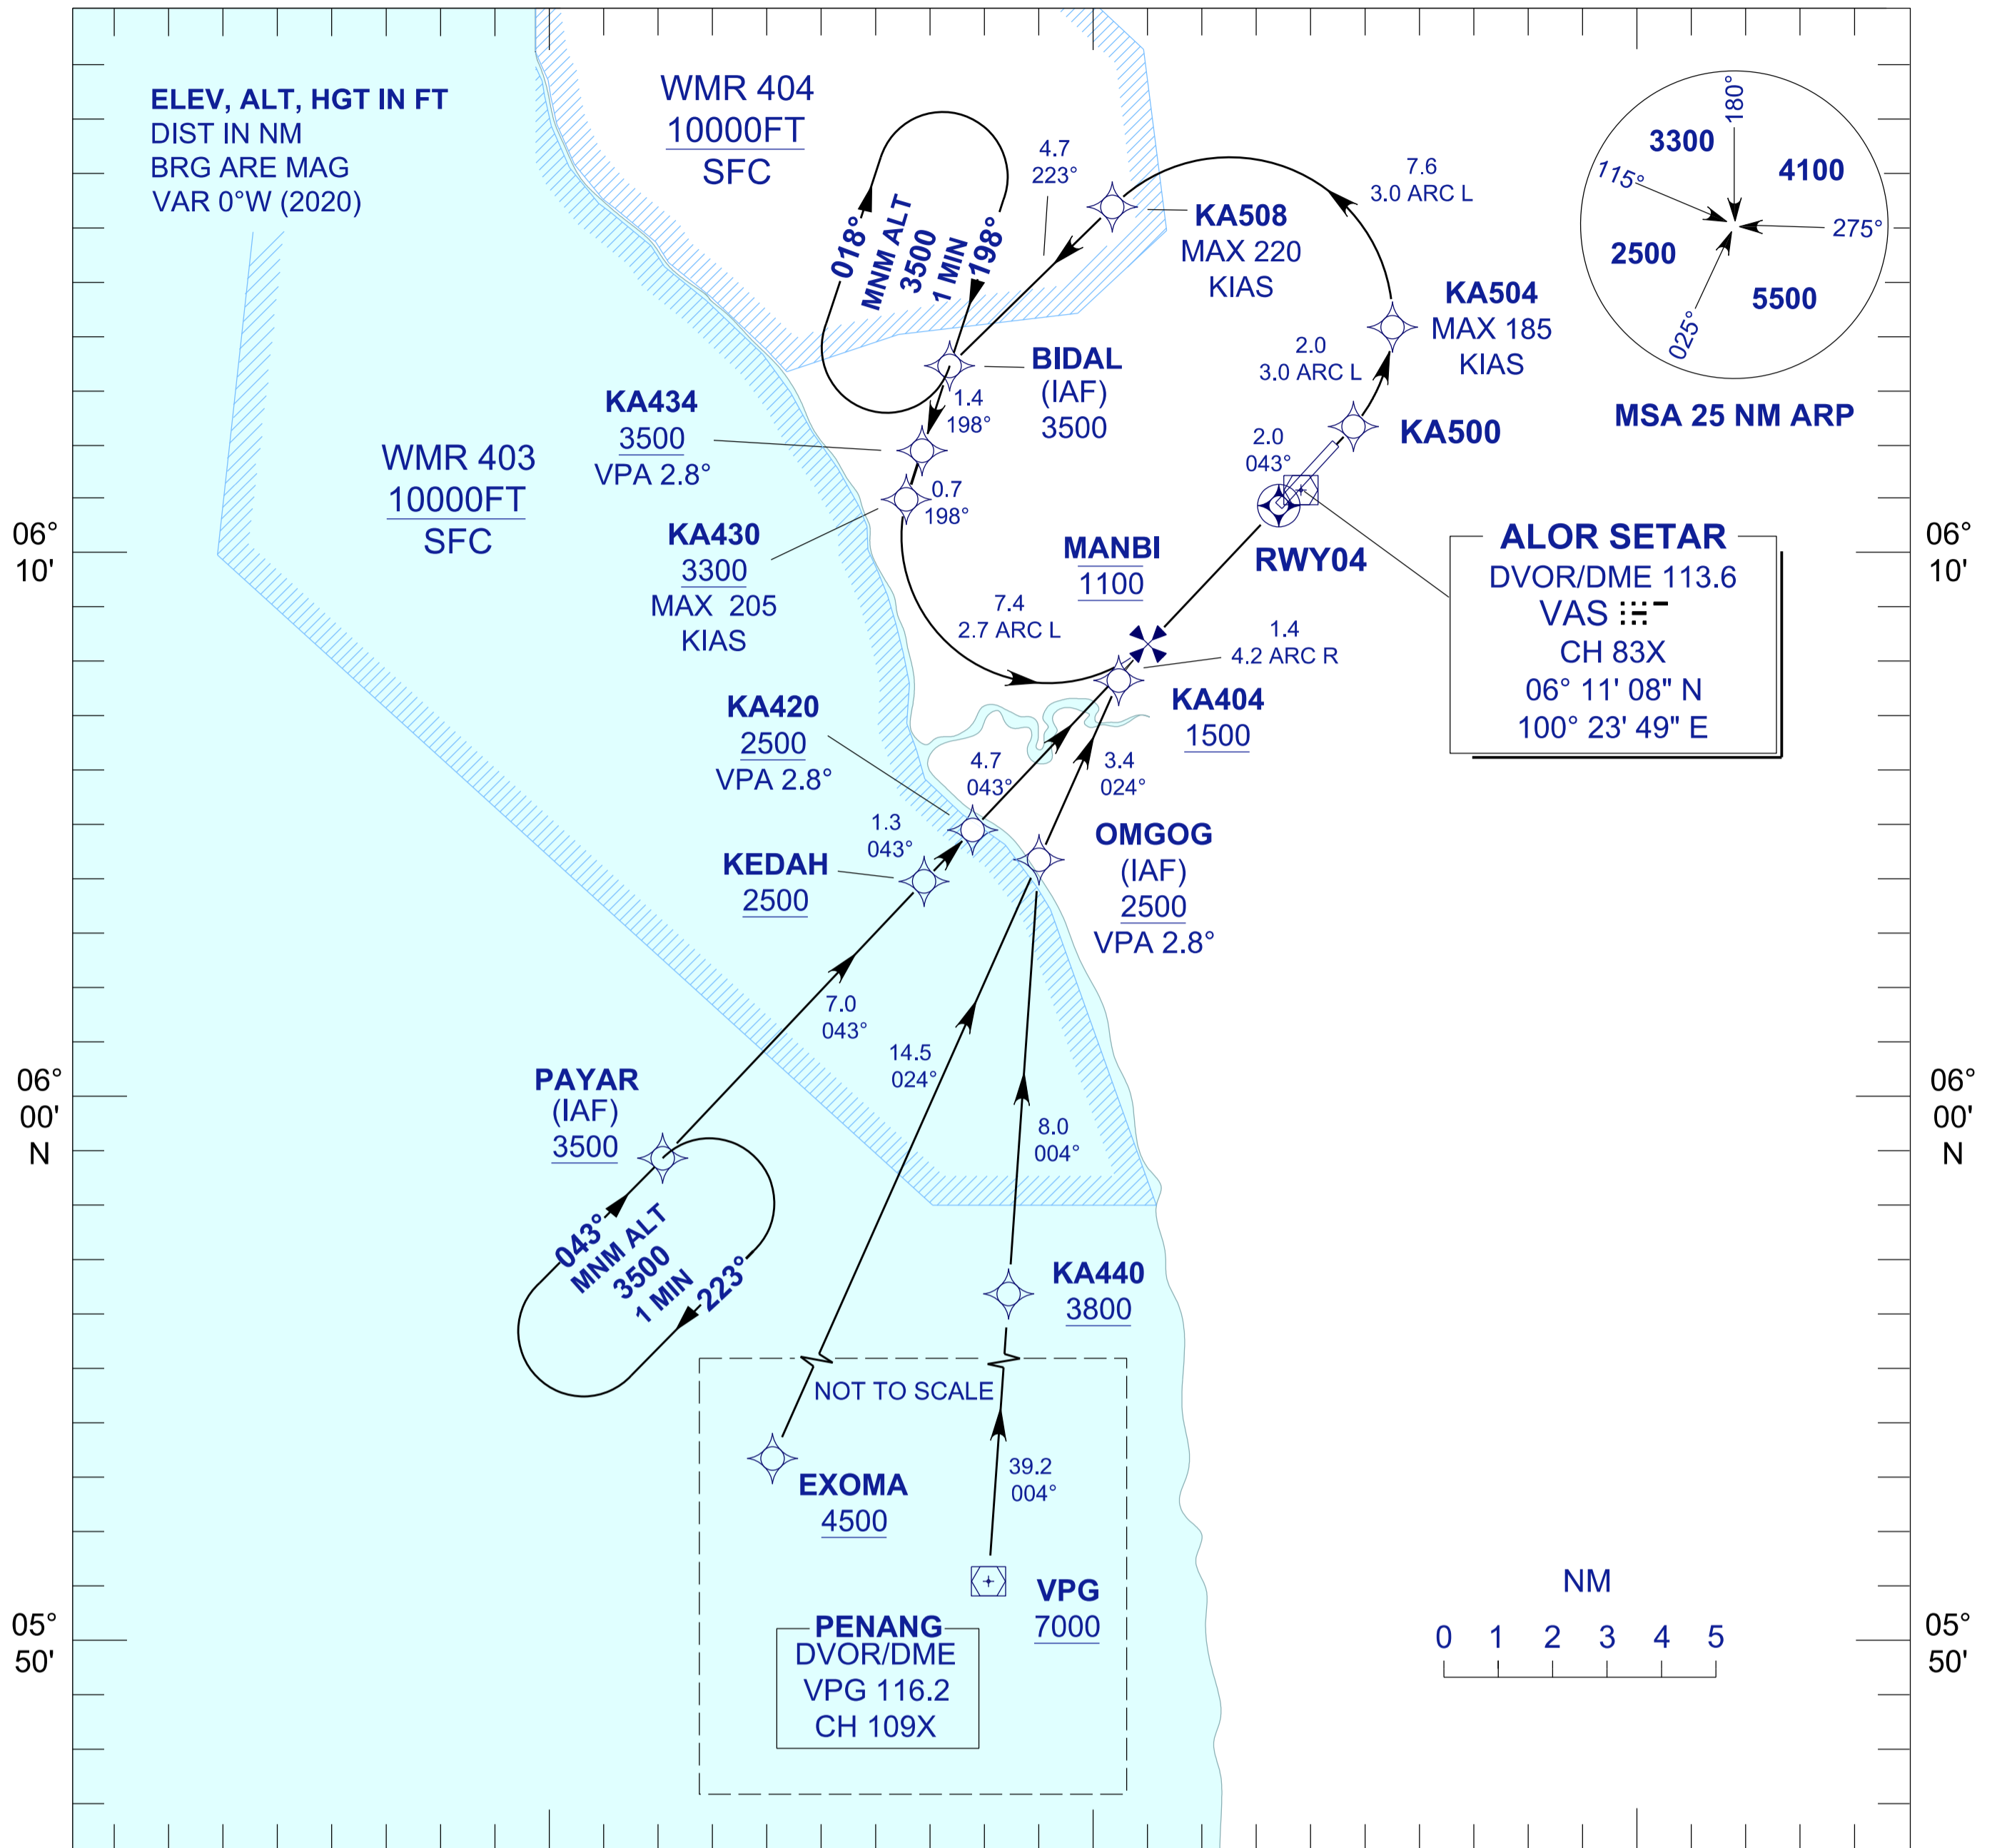 ELEV, ALT, HGT IN FT
DIST IN NM
BRG ARE MAG
VAR 0°W (2020)
WMR 404
10000FT
SFC
018°
MNM ALT
3500
1 MIN
198°
4.7
223°
KA508
MAX 220
KIAS
7.6
3.0 ARC L
KA504
MAX 185
KIAS
2.0
3.0 ARC L
KA500
2.0
043°
180°
3300
4100
115°
275°
2500
5500
025°
MSA 25 NM ARP
BIDAL
(IAF)
3500
1.4
198°
KA434
3500
VPA 2.8°
0.7
198°
KA430
3300
MAX 205
KIAS
WMR 403
10000FT
SFC
06°
10'
06°
10'
MANBI
1100
RWY04
ALOR SETAR
DVOR/DME 113.6
VAS
CH 83X
06° 11' 08" N
100° 23' 49" E
7.4
2.7 ARC L
1.4
4.2 ARC R
KA404
1500
KA420
2500
VPA 2.8°
4.7
043°
3.4
024°
1.3
043°
KEDAH
2500
OMGOG
(IAF)
2500
VPA 2.8°
7.0
043°
14.5
024°
8.0
004°
PAYAR
(IAF)
3500
06°
00'
N
06°
00'
N
043°
MNM ALT
3500
1 MIN
223°
KA440
3800
NOT TO SCALE
EXOMA
4500
39.2
004°
VPG
7000
PENANG
DVOR/DME
VPG 116.2
CH 109X
NM
0 1 2 3 4 5
05°
50'
05°
50'